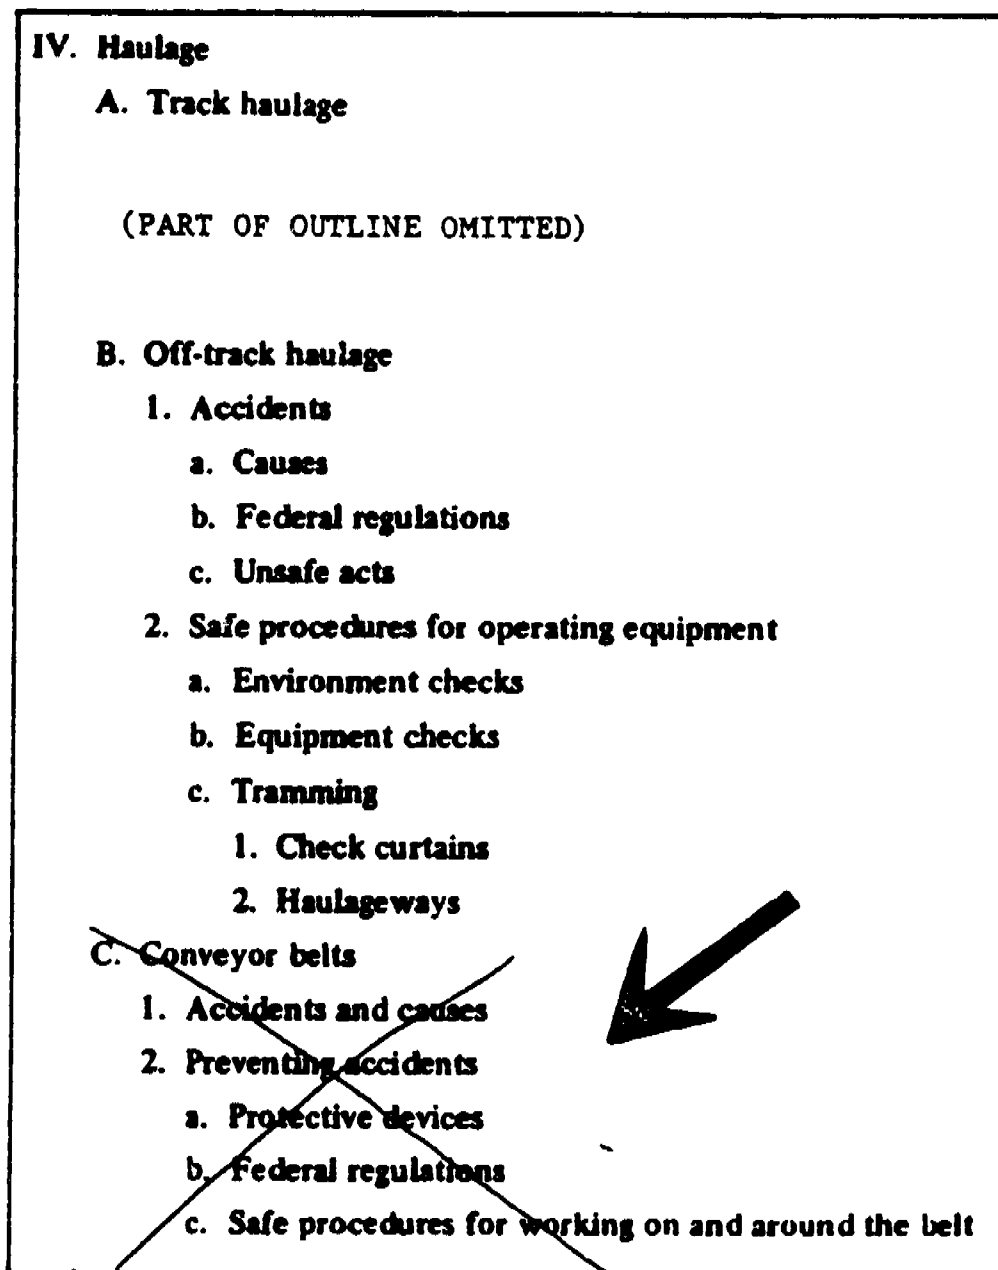 IV. Haulage
A. Track haulage
(PART OF OUTLINE OMITTED)
B. Off-track haulage
1. Accidents
a. Causes
b. Federal regulations
c. Unsafe acts
2. Safe procedures for operating equipment
a. Environment checks
b. Equipment checks
c. Tramming
1. Check curtains
2. Haulageways
C. Conveyor belts
1. Accidents and causes
2. Preventing accidents
a. Protective devices
b. Federal regulations
c. Safe procedures for working on and around the belt